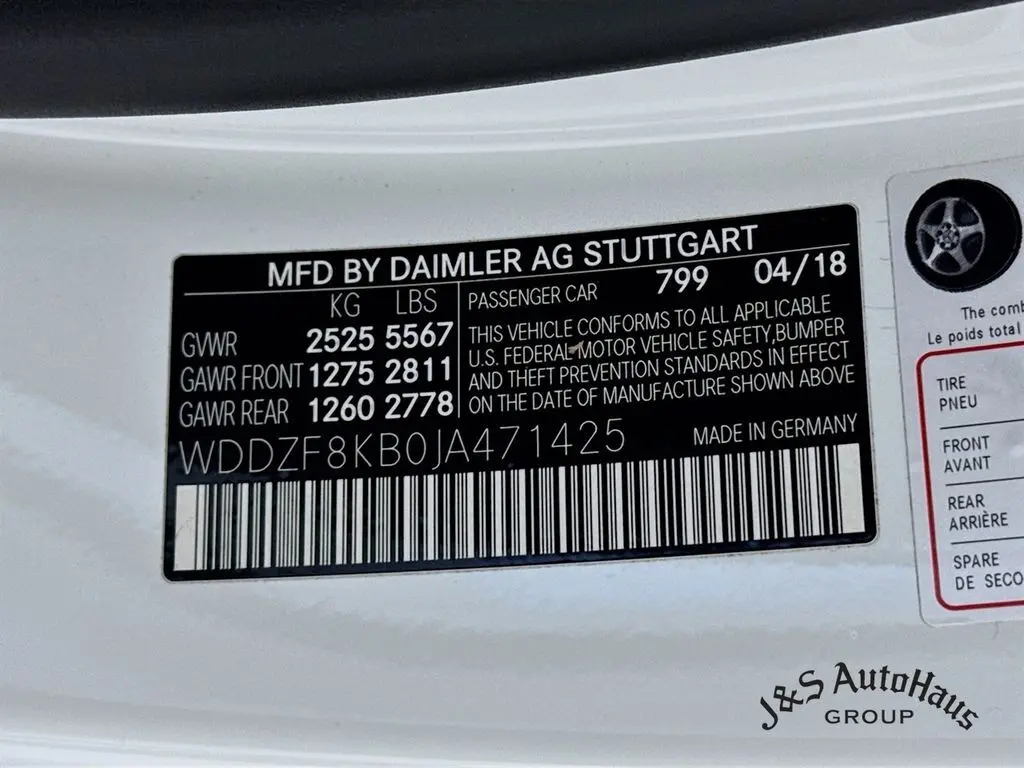 MFD BY DAIMLER AG STUTTGART
KG LBS
GVWR 2525 5567
GAWR FRONT 1275 2811
GAWR REAR 1260 2778
PASSENGER CAR 799 04/18
THIS VEHICLE CONFORMS TO ALL APPLICABLE
U.S. FEDERAL MOTOR VEHICLE SAFETY,BUMPER
AND THEFT PREVENTION STANDARDS IN EFFECT
ON THE DATE OF MANUFACTURE SHOWN ABOVE
WDDZF8KB0JA471425
MADE IN GERMANY
The comb
Le poids total
TIRE
PNEU
FRONT
AVANT
REAR
ARRIÈRE
SPARE
DE SECO
J&S AutoHaus
GROUP